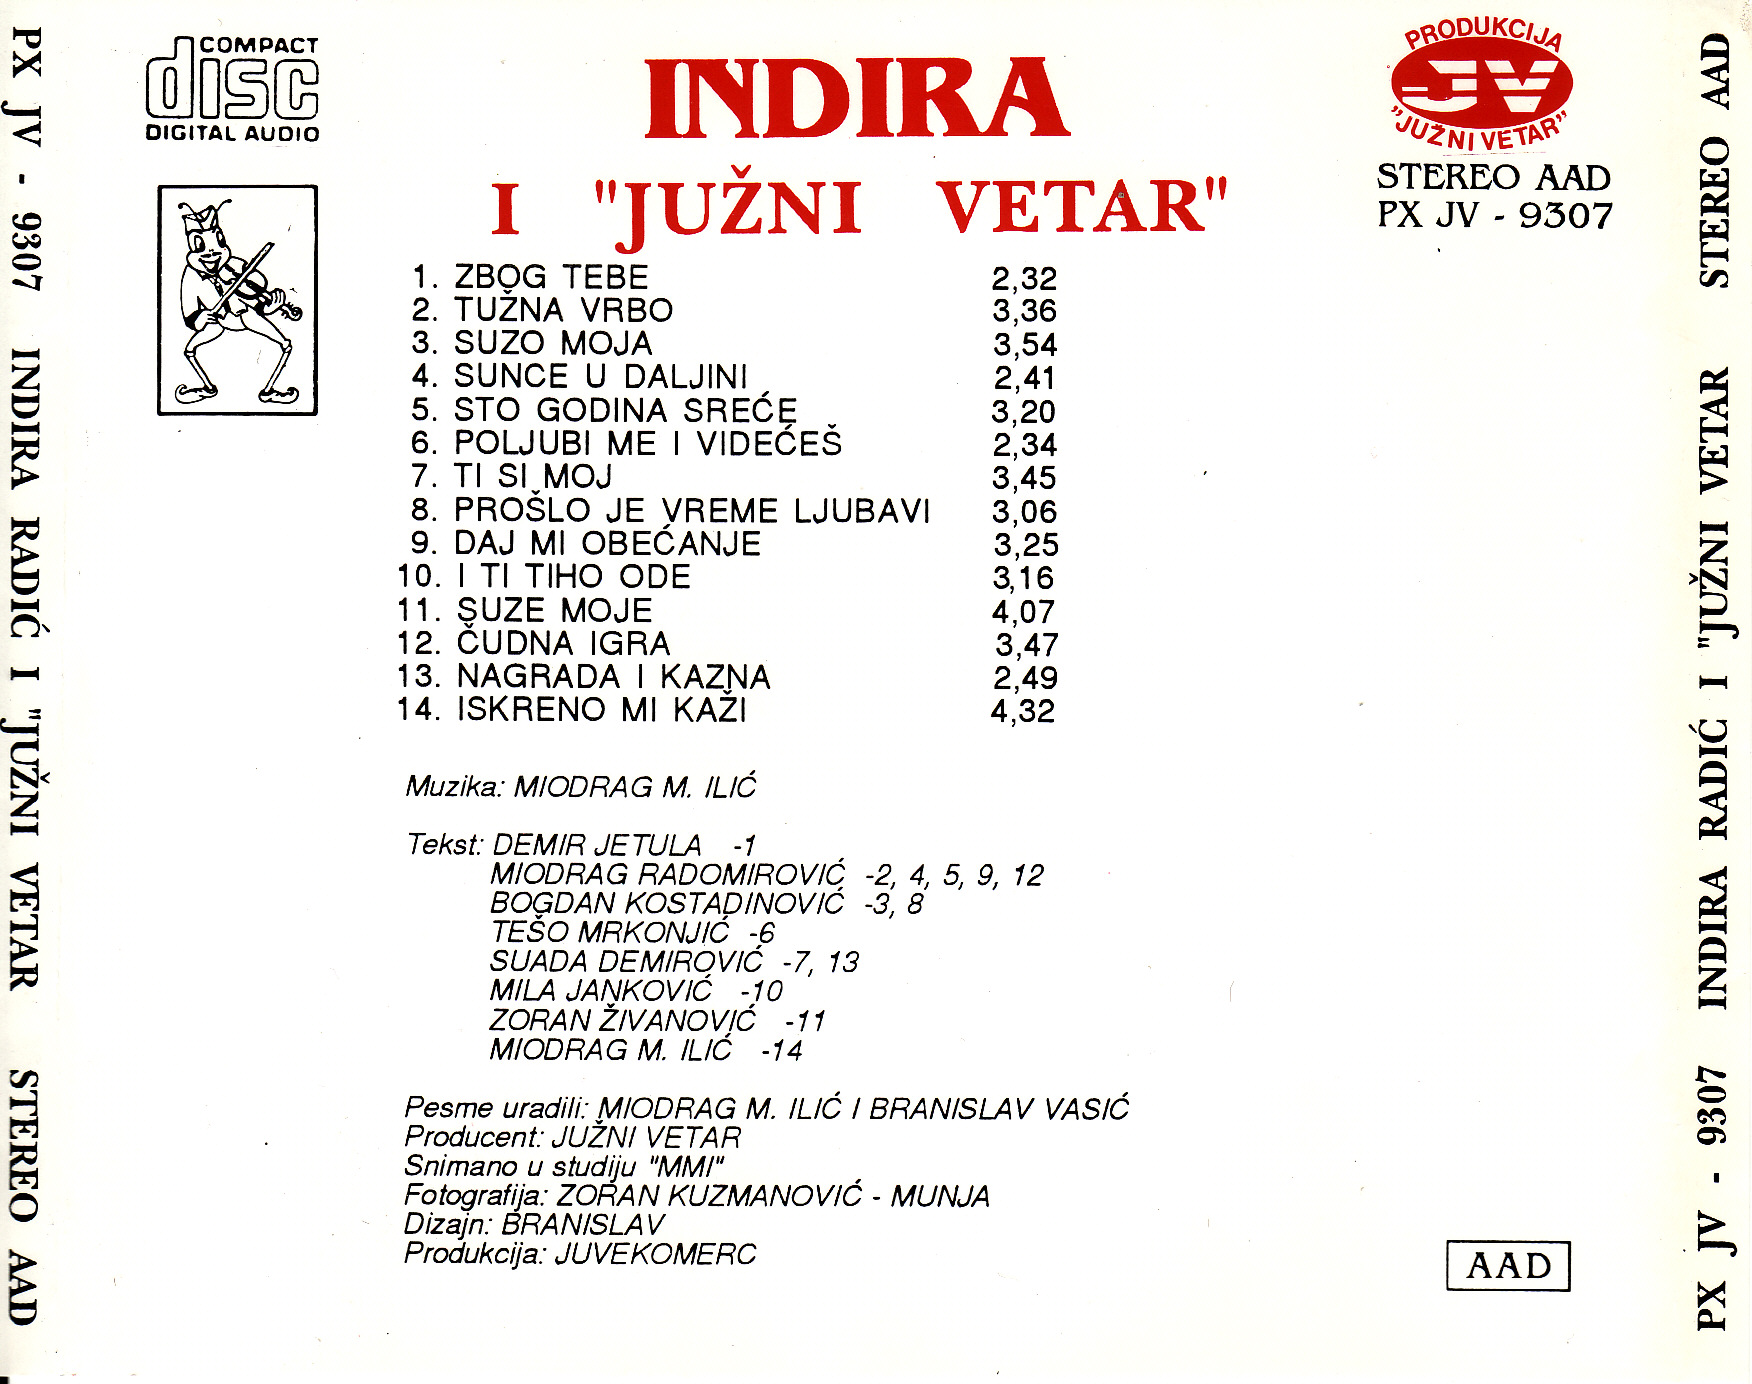 PX JV - 9307 INDIRA RADIĆ I "JUŽNI VETAR STEREO AAD
COMPACT
disc
DIGITAL AUDIO
INDIRA
I "JUŽNI VETAR"
PRODUKCIJA
JV
"JUŽNI VETAR"
STEREO AAD
PX JV - 9307
1. ZBOG TEBE 2,32
2. TUŽNA VRBO 3,36
3. SUZO MOJA 3,54
4. SUNCE U DALJINI 2,41
5. STO GODINA SREĆE 3,20
6. POLJUBI ME I VIDEĆEŠ 2,34
7. TI SI MOJ 3,45
8. PROŠLO JE VREME LJUBAVI 3,06
9. DAJ MI OBEĆANJE 3,25
10. I TI TIHO ODE 3,16
11. SUZE MOJE 4,07
12. ČUDNA IGRA 3,47
13. NAGRADA I KAZNA 2,49
14. ISKRENO MI KAŽI 4,32
Muzika: MIODRAG M. ILIĆ
Tekst: DEMIR JETULA -1
MIODRAG RADOMIROVIĆ -2, 4, 5, 9, 12
BOGDAN KOSTADINOVIĆ -3, 8
TEŠO MRKONJIĆ -6
SUADA DEMIROVIĆ -7, 13
MILA JANKOVIĆ -10
ZORAN ŽIVANOVIĆ -11
MIODRAG M. ILIĆ -14
Pesme uradili: MIODRAG M. ILIĆ I BRANISLAV VASIĆ
Producent: JUŽNI VETAR
Snimano u studiju "MMI"
Fotografija: ZORAN KUZMANOVIĆ - MUNJA
Dizajn: BRANISLAV
Produkcija: JUVEKOMERC
AAD
PX JV - 9307 INDIRA RADIĆ I "JUŽNI VETAR STEREO AAD